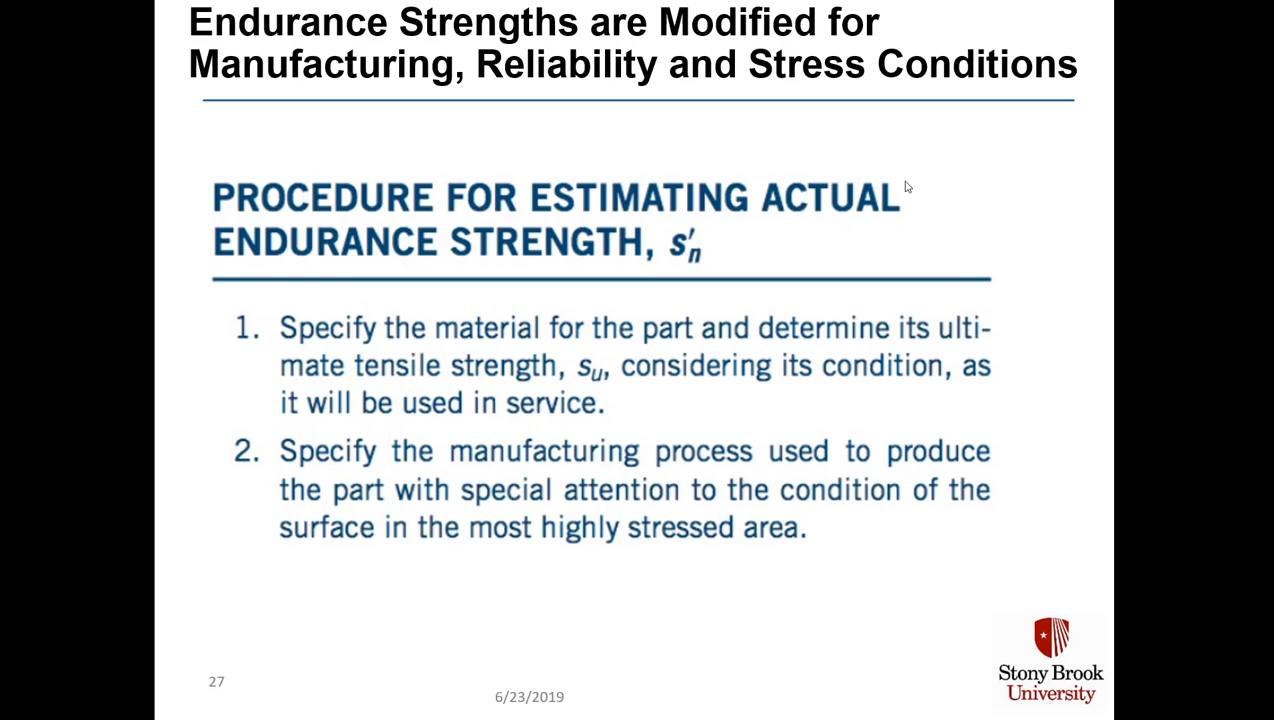 Endurance Strengths are Modified for
Manufacturing, Reliability and Stress Conditions
PROCEDURE FOR ESTIMATING ACTUAL
ENDURANCE STRENGTH, s′n
1. Specify the material for the part and determine its ulti-
mate tensile strength, su, considering its condition, as
it will be used in service.
2. Specify the manufacturing process used to produce
the part with special attention to the condition of the
surface in the most highly stressed area.
27
6/23/2019
Stony Brook
University